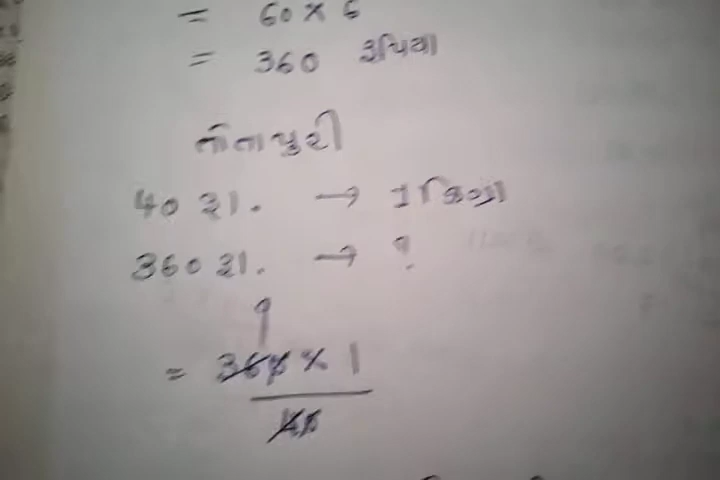 = 60 × 6
= 360 રૂપિયા
તોતાપુરી
40 રૂા. → 1 કિગ્રા
360 રૂા. → ?
9
= 360 × 1
40